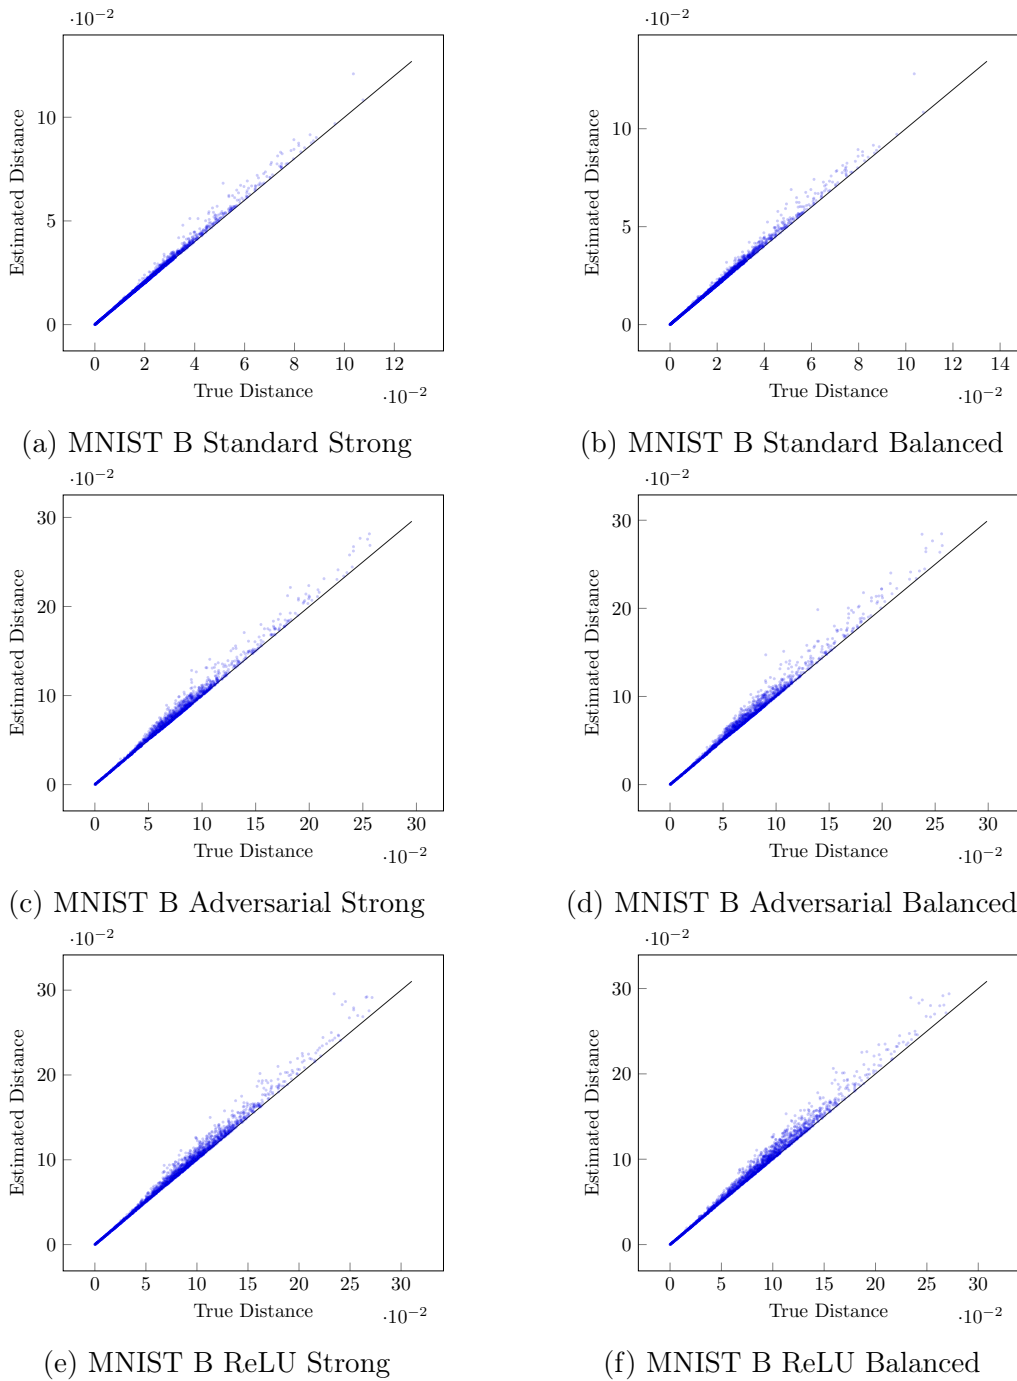 ·10⁻² ·10⁻²
Estimated Distance
10
5
0
0 2 4 6 8 10 12
True Distance
·10⁻²
Estimated Distance
10
5
0
0 2 4 6 8 10 12 14
True Distance
·10⁻²
(a) MNIST B Standard Strong
(b) MNIST B Standard Balanced
·10⁻² ·10⁻²
Estimated Distance
30
20
10
0
0 5 10 15 20 25 30
True Distance
·10⁻²
Estimated Distance
30
20
10
0
0 5 10 15 20 25 30
True Distance
·10⁻²
(c) MNIST B Adversarial Strong
(d) MNIST B Adversarial Balanced
·10⁻² ·10⁻²
Estimated Distance
30
20
10
0
0 5 10 15 20 25 30
True Distance
·10⁻²
Estimated Distance
30
20
10
0
0 5 10 15 20 25 30
True Distance
·10⁻²
(e) MNIST B ReLU Strong
(f) MNIST B ReLU Balanced